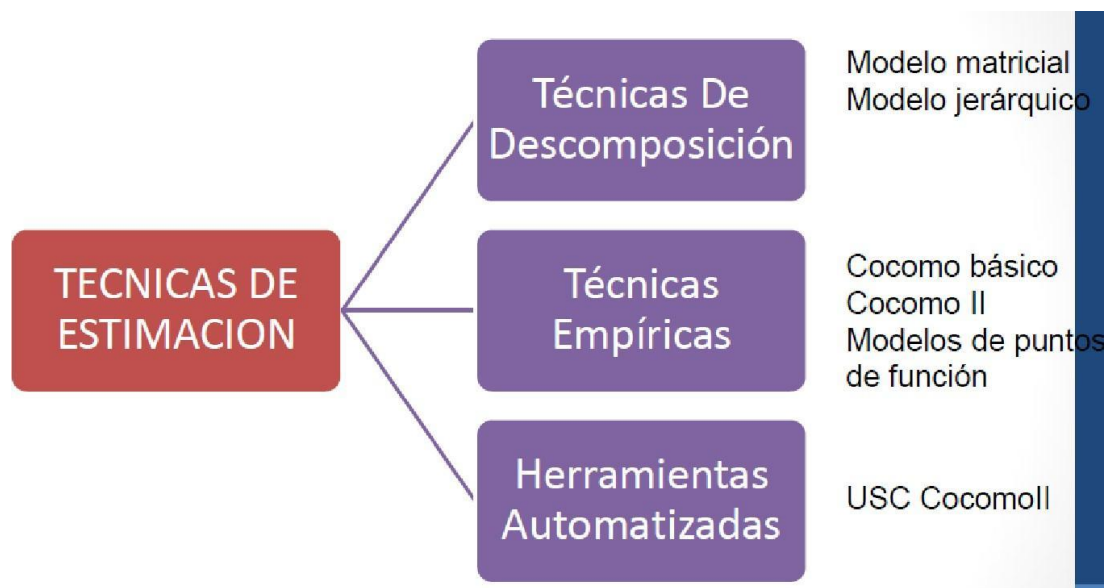 Técnicas De
Descomposición
Modelo matricial
Modelo jerárquico
TECNICAS DE
ESTIMACION
Técnicas
Empíricas
Cocomo básico
Cocomo II
Modelos de puntos
de función
Herramientas
Automatizadas
USC CocomoII